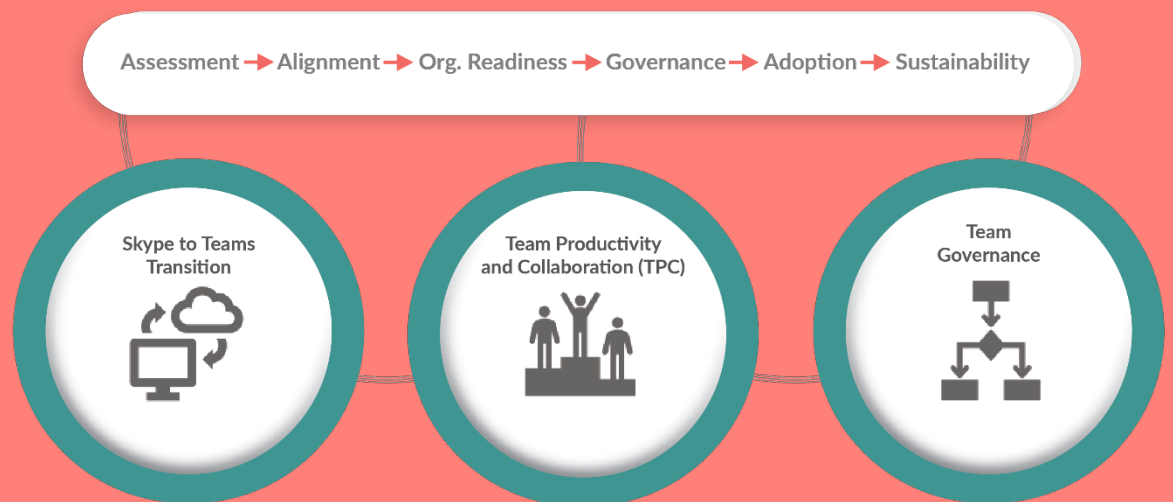 Assessment Alignment Org. Readiness Governance Adoption Sustainability
Skype to Teams
Transition
Team Productivity
and Collaboration (TPC)
Team
Governance